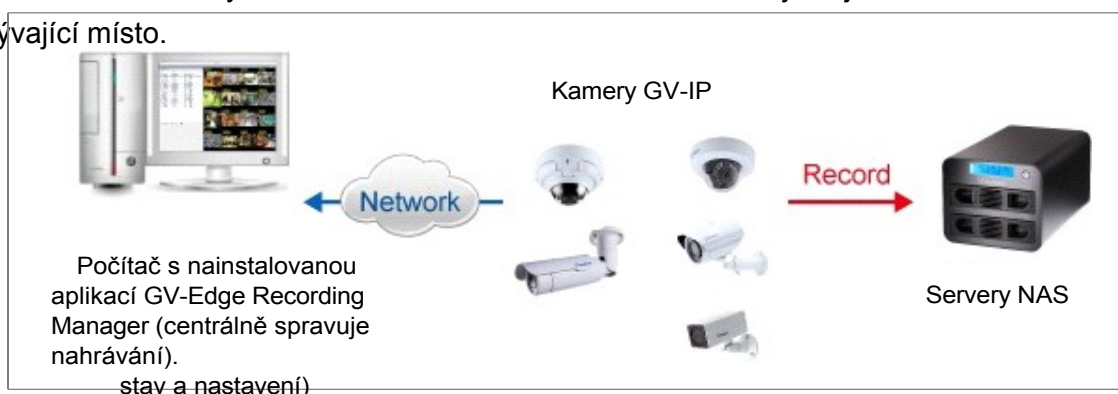 ývající místo.
Kamery GV-IP
Record
Network
Počítač s nainstalovanou
aplikací GV-Edge Recording
Manager (centrálně spravuje
nahrávání).
stav a nastavení)
Servery NAS